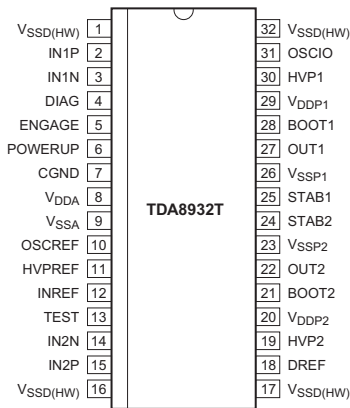 VSSD(HW) 1
IN1P 2
IN1N 3
DIAG 4
ENGAGE 5
POWERUP 6
CGND 7
VDDA 8
VSSA 9
OSCREF 10
HVPREF 11
INREF 12
TEST 13
IN2N 14
IN2P 15
VSSD(HW) 16
TDA8932T
32 VSSD(HW)
31 OSCIO
30 HVP1
29 VDDP1
28 BOOT1
27 OUT1
26 VSSP1
25 STAB1
24 STAB2
23 VSSP2
22 OUT2
21 BOOT2
20 VDDP2
19 HVP2
18 DREF
17 VSSD(HW)